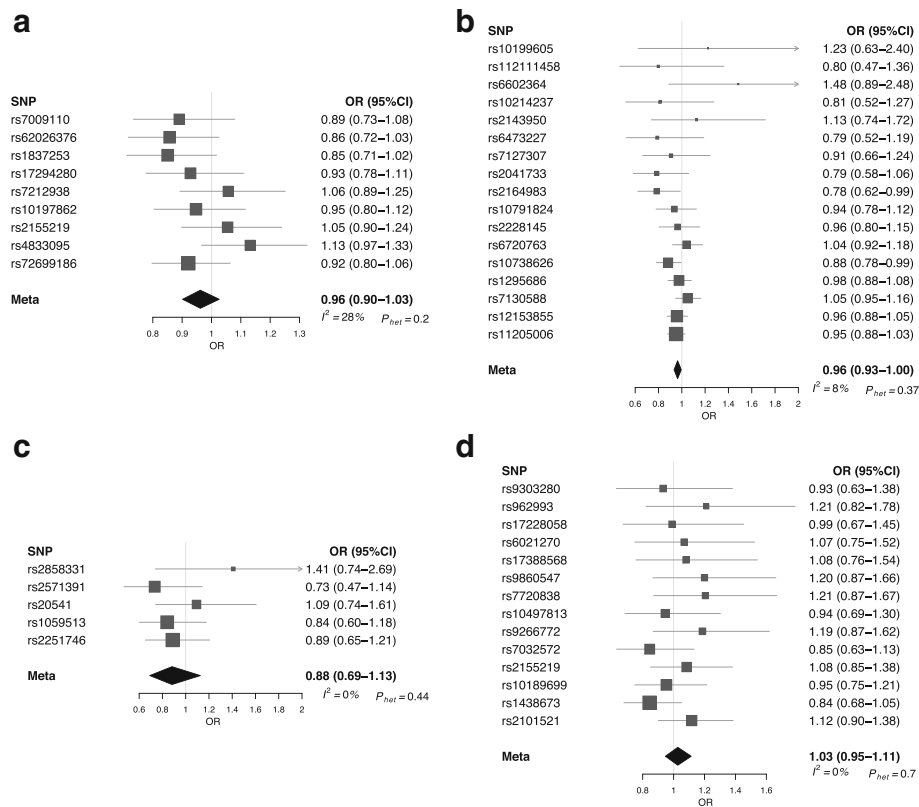 a
SNP OR (95%CI)
rs7009110 0.89 (0.73–1.08)
rs62026376 0.86 (0.72–1.03)
rs1837253 0.85 (0.71–1.02)
rs17294280 0.93 (0.78–1.11)
rs7212938 1.06 (0.89–1.25)
rs10197862 0.95 (0.80–1.12)
rs2155219 1.05 (0.90–1.24)
rs4833095 1.13 (0.97–1.33)
rs72699186 0.92 (0.80–1.06)
Meta 0.96 (0.90–1.03)
I² = 28% P het = 0.2
0.8 0.9 1 1.1 1.2 1.3
OR
b
SNP OR (95%CI)
rs10199605 1.23 (0.63–2.40)
rs112111458 0.80 (0.47–1.36)
rs6602364 1.48 (0.89–2.48)
rs10214237 0.81 (0.52–1.27)
rs2143950 1.13 (0.74–1.72)
rs6473227 0.79 (0.52–1.19)
rs7127307 0.91 (0.66–1.24)
rs2041733 0.79 (0.58–1.06)
rs2164983 0.78 (0.62–0.99)
rs10791824 0.94 (0.78–1.12)
rs2228145 0.96 (0.80–1.15)
rs6720763 1.04 (0.92–1.18)
rs10738626 0.88 (0.78–0.99)
rs1295686 0.98 (0.88–1.08)
rs7130588 1.05 (0.95–1.16)
rs12153855 0.96 (0.88–1.05)
rs11205006 0.95 (0.88–1.03)
Meta 0.96 (0.93–1.00)
I² = 8% P het = 0.37
0.6 0.8 1 1.2 1.4 1.6 1.8 2
OR
c
SNP OR (95%CI)
rs2858331 1.41 (0.74–2.69)
rs2571391 0.73 (0.47–1.14)
rs20541 1.09 (0.74–1.61)
rs1059513 0.84 (0.60–1.18)
rs2251746 0.89 (0.65–1.21)
Meta 0.88 (0.69–1.13)
I² = 0% P het = 0.44
0.6 0.8 1 1.2 1.4 1.6 1.8 2
OR
d
SNP OR (95%CI)
rs9303280 0.93 (0.63–1.38)
rs962993 1.21 (0.82–1.78)
rs17228058 0.99 (0.67–1.45)
rs6021270 1.07 (0.75–1.52)
rs17388568 1.08 (0.76–1.54)
rs9860547 1.20 (0.87–1.66)
rs7720838 1.21 (0.87–1.67)
rs10497813 0.94 (0.69–1.30)
rs9266772 1.19 (0.87–1.62)
rs7032572 0.85 (0.63–1.13)
rs2155219 1.08 (0.85–1.38)
rs10189699 0.95 (0.75–1.21)
rs1438673 0.84 (0.68–1.05)
rs2101521 1.12 (0.90–1.38)
Meta 1.03 (0.95–1.11)
I² = 0% P het = 0.7
0.8 1 1.2 1.4 1.6
OR